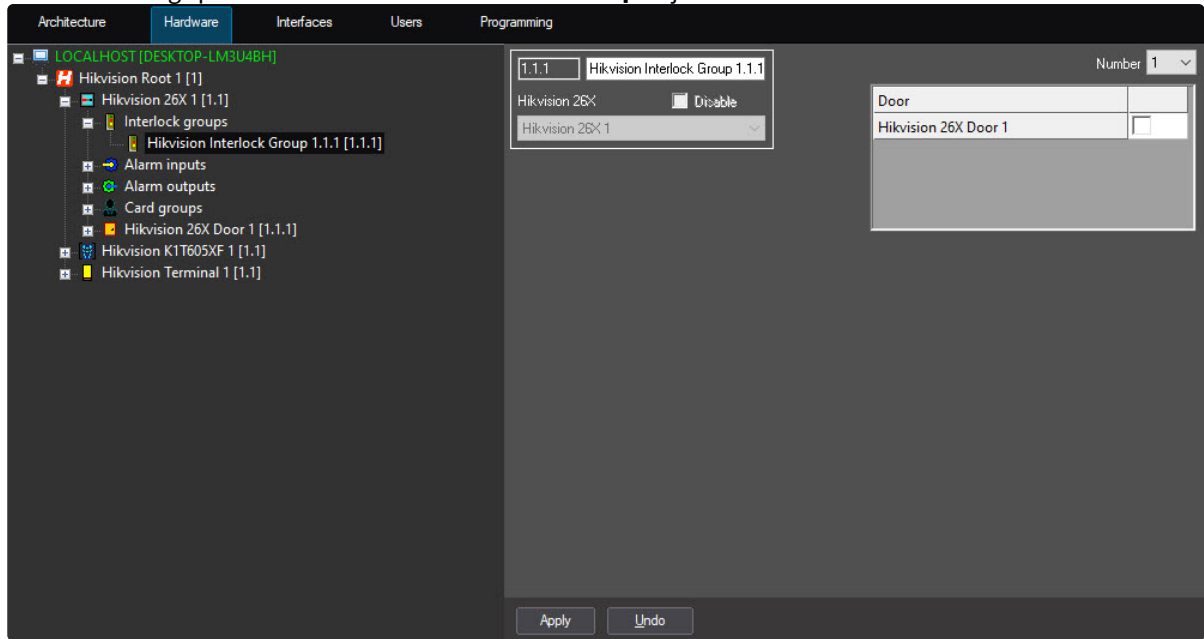 Architecture Hardware Interfaces Users Programming
LOCALHOST [DESKTOP-LM3U4BH]
Hikvision Root 1 [1]
Hikvision 26X 1 [1.1]
Interlock groups
Hikvision Interlock Group 1.1.1 [1.1.1]
Alarm inputs
Alarm outputs
Card groups
Hikvision 26X Door 1 [1.1.1]
Hikvision K1T605XF 1 [1.1]
Hikvision Terminal 1 [1.1]
1.1.1 Hikvision Interlock Group 1.1.1
Hikvision 26X Disable
Hikvision 26X 1
Number 1
Door
Hikvision 26X Door 1
Apply Undo